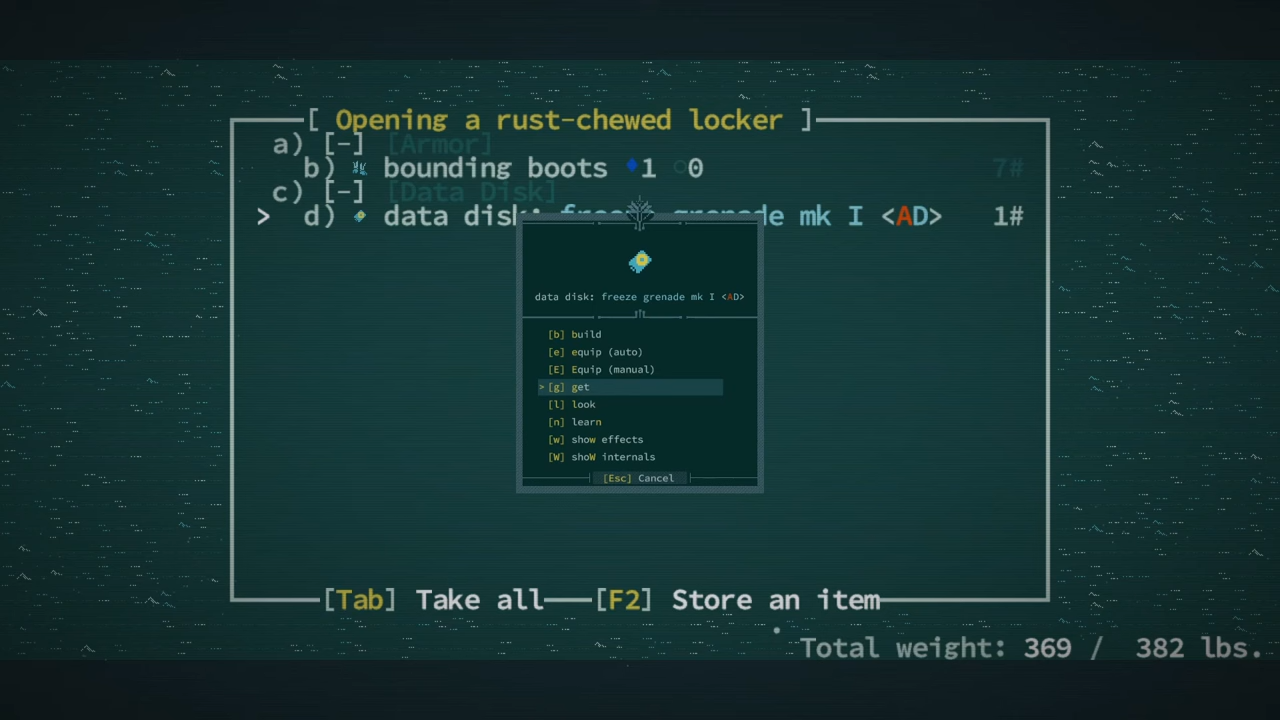 [ Opening a rust-chewed locker ]
a) [-] [Armor]
b) bounding boots ♦1 ○0 7#
c) [-] [Data Disk]
> d) data disk: freeze grenade mk I <AD> 1#
data disk: freeze grenade mk I <AD>
[b] build
[e] equip (auto)
[E] Equip (manual)
>[g] get
[l] look
[n] learn
[w] show effects
[W] shoW internals
[Esc] Cancel
[Tab] Take all [F2] Store an item
Total weight: 369 / 382 lbs.